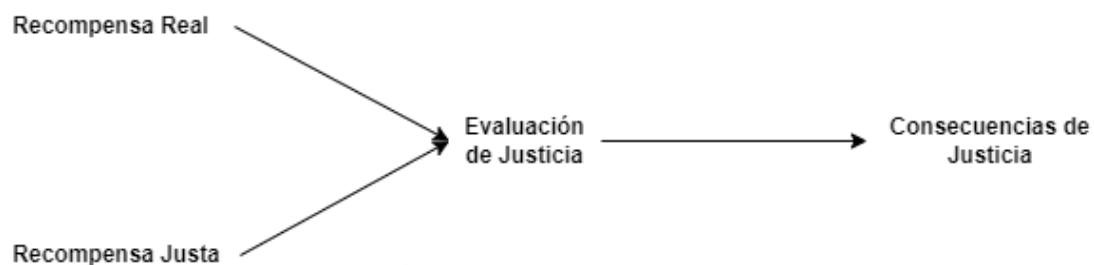 Recompensa Real
Evaluación
de Justicia
Consecuencias de
Justicia
Recompensa Justa